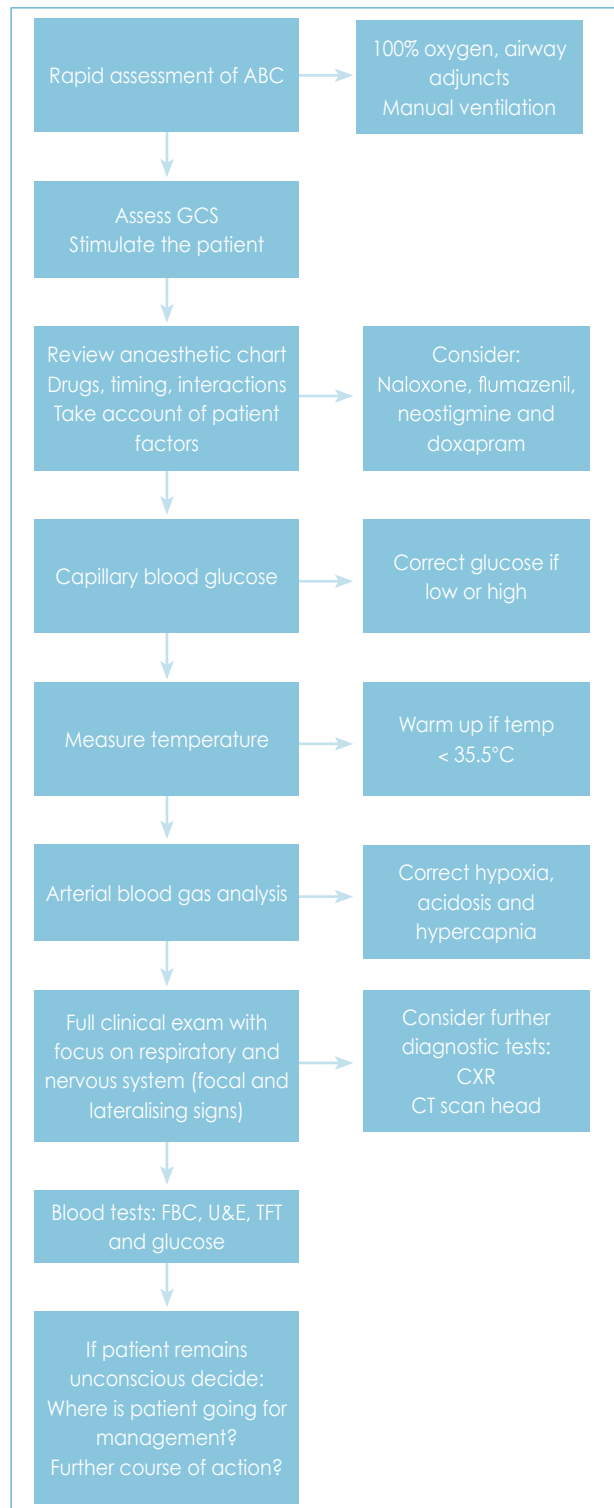 Rapid assessment of ABC
100% oxygen, airway
adjuncts
Manual ventilation
Assess GCS
Stimulate the patient
Review anaesthetic chart
Drugs, timing, interactions
Take account of patient
factors
Consider:
Naloxone, flumazenil,
neostigmine and
doxapram
Capillary blood glucose
Correct glucose if
low or high
Measure temperature
Warm up if temp
< 35.5°C
Arterial blood gas analysis
Correct hypoxia,
acidosis and
hypercapnia
Full clinical exam with
focus on respiratory and
nervous system (focal and
lateralising signs)
Consider further
diagnostic tests:
CXR
CT scan head
Blood tests: FBC, U&E, TFT
and glucose
If patient remains
unconscious decide:
Where is patient going for
management?
Further course of action?